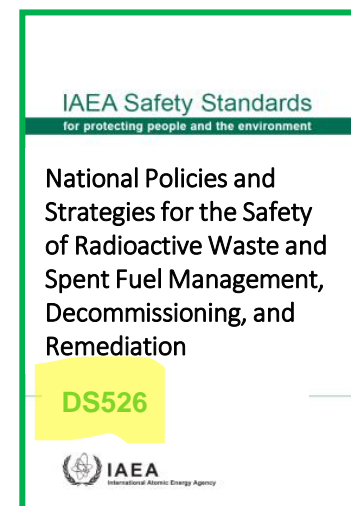 IAEA Safety Standards
for protecting people and the environment
National Policies and
Strategies for the Safety
of Radioactive Waste and
Spent Fuel Management,
Decommissioning, and
Remediation
DS526
IAEA
International Atomic Energy Agency